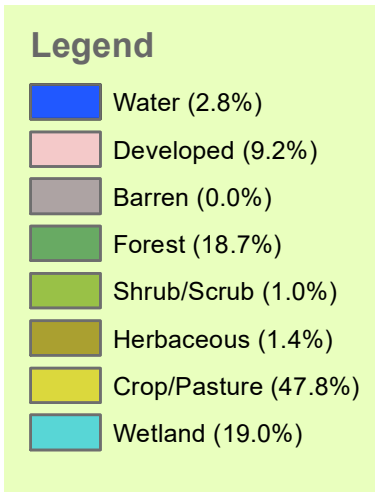 Legend
Water (2.8%)
Developed (9.2%)
Barren (0.0%)
Forest (18.7%)
Shrub/Scrub (1.0%)
Herbaceous (1.4%)
Crop/Pasture (47.8%)
Wetland (19.0%)